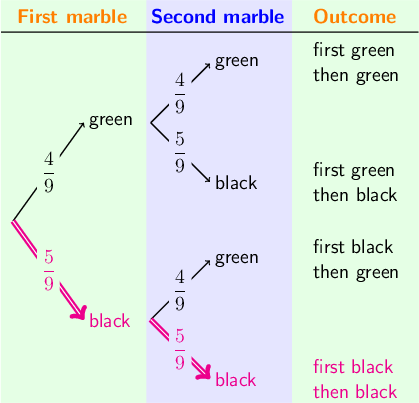 First marble Second marble Outcome
green
4/9
green
4/9
5/9
black
5/9
black
green
4/9
5/9
black
first green
then green
first green
then black
first black
then green
first black
then black